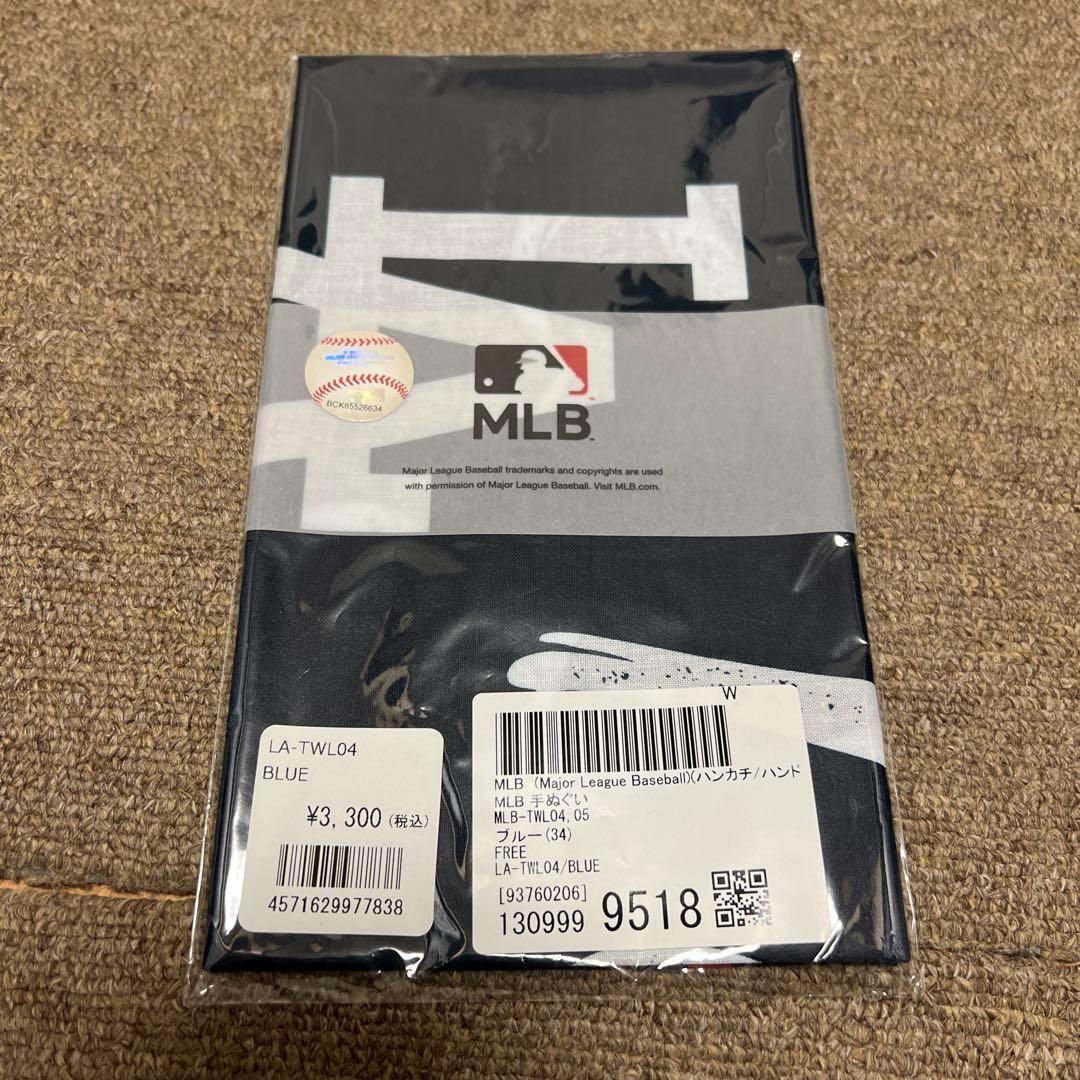 BCK85526634
MLB
Major League Baseball trademarks and copyrights are used
with permission of Major League Baseball. Visit MLB.com.
LA-TWL04
BLUE
¥3,300(税込)
4571629977838
W
MLB (Major League Baseball)(ハンカチ/ハンド
MLB 手ぬぐい
MLB-TWL04,05
ブルー(34)
FREE
LA-TWL04/BLUE
[93760206]
130999 9518